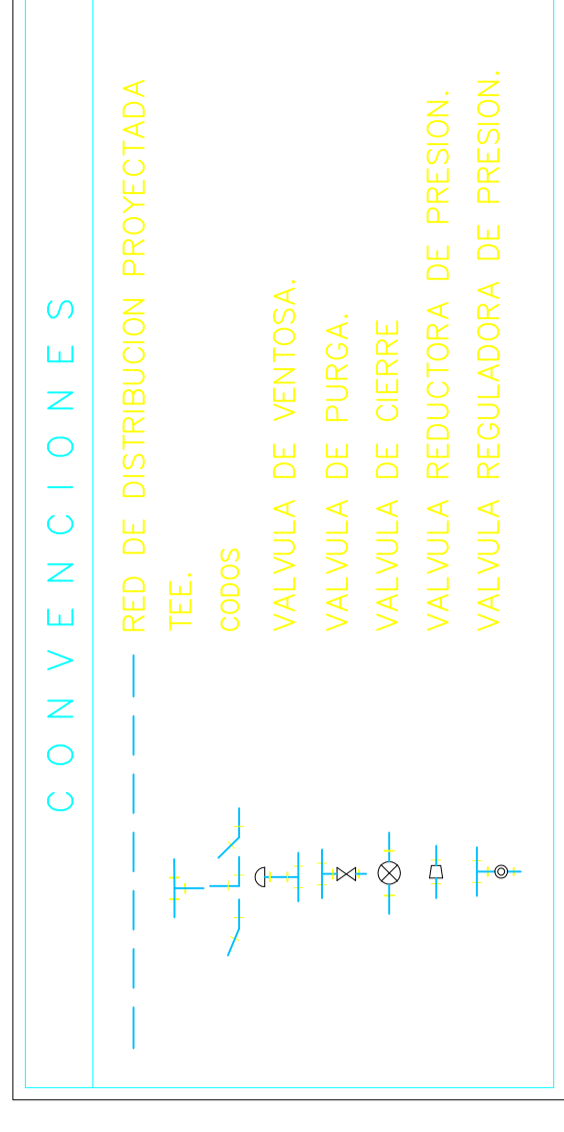 CONVENCIONES
RED DE DISTRIBUCION PROYECTADA
TEE.
CODOS
VALVULA DE VENTOSA.
VALVULA DE PURGA.
VALVULA DE CIERRE
VALVULA REDUCTORA DE PRESION.
VALVULA REGULADORA DE PRESION.